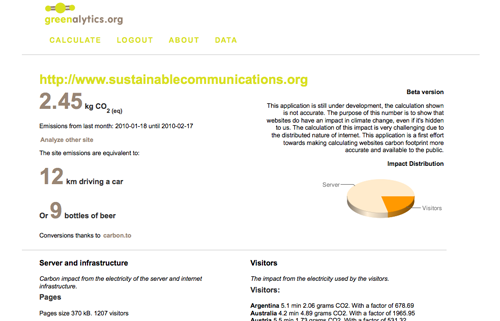 greenalytics.org
CALCULATE LOGOUT ABOUT DATA
http://www.sustainablecommunications.org
2.45 kg CO2 (eq)
Emissions from last month: 2010-01-18 until 2010-02-17
Analyze other site
The site emissions are equivalent to:
12 km driving a car
Or 9 bottles of beer
Conversions thanks to carbon.to
Beta version
This application is still under development, the calculation shown
is not accurate. The purpose of this number is to show that
websites do have an impact in climate change, even if it's hidden
to us. The calculation of this impact is very challenging due to
the distributed nature of internet. This application is a first effort
towards making calculating websites carbon footprint more
accurate and available to the public.
Impact Distribution
Server
Visitors
Server and infrastructure
Carbon impact from the electricity of the server and internet
infrastructure.
Pages
Pages size 370 kB. 1207 visitors
Visitors
The impact from the electricity used by the visitors.
Visitors:
Argentina 5.1 min 2.06 grams CO2. With a factor of 678.69
Australia 4.2 min 4.89 grams CO2. With a factor of 1965.95
Austria 5.5 min 1.73 grams CO2. With a factor of 531.32